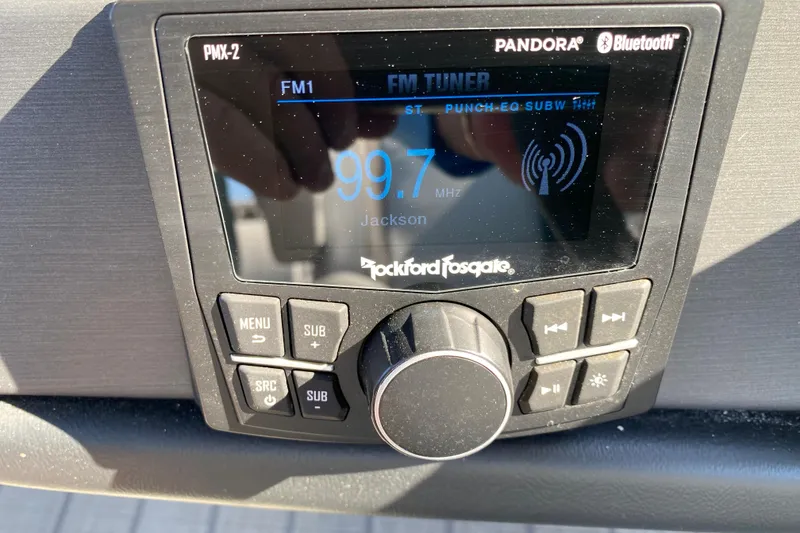 PMX-2
PANDORA® Bluetooth™
FM1 FM TUNER
ST PUNCH-EQ SUBW
99.7 MHz
Jackson
Rockford Fosgate®
MENU
SUB
+
SRC
SUB
-